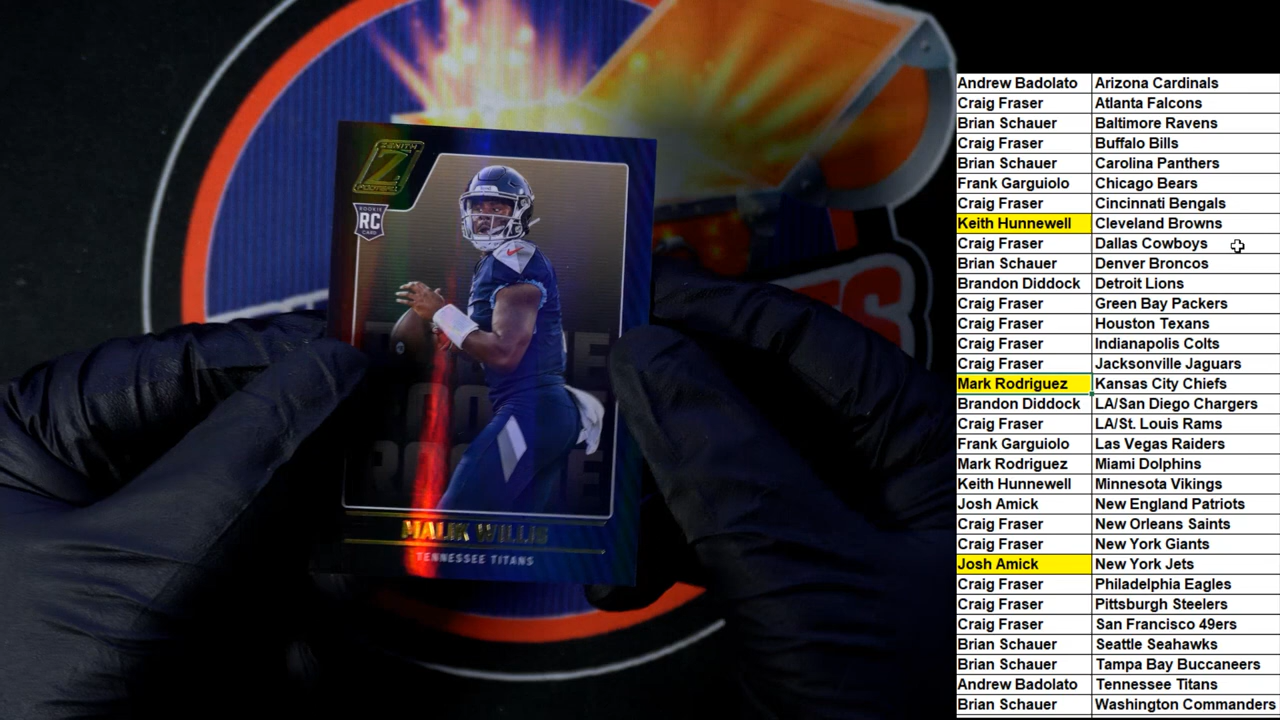 ZENITH
Z
FOOTBALL
ROOKIE
RC
CARD
MALIK WILLIS
TENNESSEE TITANS
Andrew Badolato Arizona Cardinals
Craig Fraser Atlanta Falcons
Brian Schauer Baltimore Ravens
Craig Fraser Buffalo Bills
Brian Schauer Carolina Panthers
Frank Garguiolo Chicago Bears
Craig Fraser Cincinnati Bengals
Keith Hunnewell Cleveland Browns
Craig Fraser Dallas Cowboys
Brian Schauer Denver Broncos
Brandon Diddock Detroit Lions
Craig Fraser Green Bay Packers
Craig Fraser Houston Texans
Craig Fraser Indianapolis Colts
Craig Fraser Jacksonville Jaguars
Mark Rodriguez Kansas City Chiefs
Brandon Diddock LA/San Diego Chargers
Craig Fraser LA/St. Louis Rams
Frank Garguiolo Las Vegas Raiders
Mark Rodriguez Miami Dolphins
Keith Hunnewell Minnesota Vikings
Josh Amick New England Patriots
Craig Fraser New Orleans Saints
Craig Fraser New York Giants
Josh Amick New York Jets
Craig Fraser Philadelphia Eagles
Craig Fraser Pittsburgh Steelers
Craig Fraser San Francisco 49ers
Brian Schauer Seattle Seahawks
Brian Schauer Tampa Bay Buccaneers
Andrew Badolato Tennessee Titans
Brian Schauer Washington Commanders